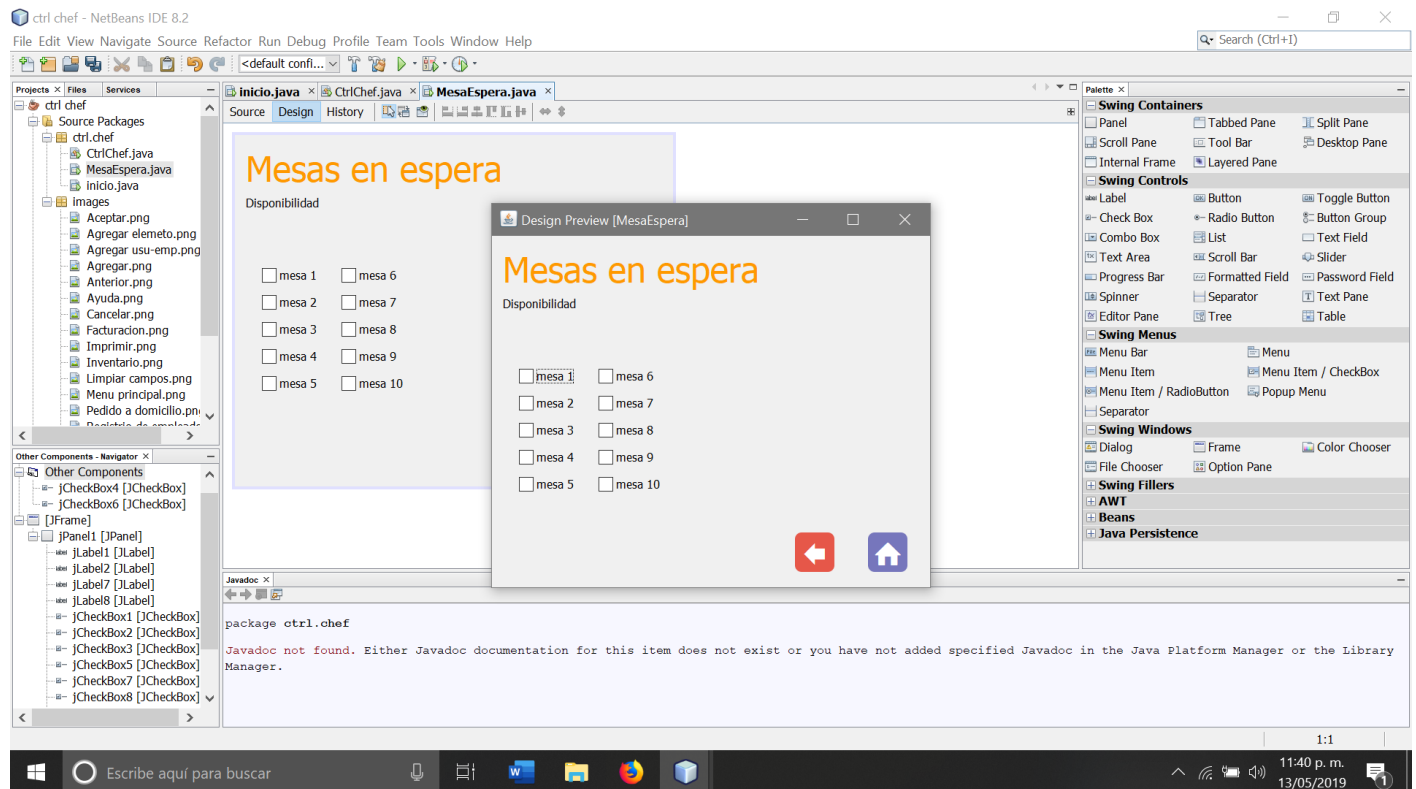 ctrl chef - NetBeans IDE 8.2
File Edit View Navigate Source Refactor Run Debug Profile Team Tools Window Help
Search (Ctrl+I)
<default confi...
Projects Files Services
ctrl chef
Source Packages
ctrl.chef
CtrlChef.java
MesaEspera.java
inicio.java
images
Aceptar.png
Agregar elemeto.png
Agregar usu-emp.png
Agregar.png
Anterior.png
Ayuda.png
Cancelar.png
Facturacion.png
Imprimir.png
Inventario.png
Limpiar campos.png
Menu principal.png
Pedido a domicilio.pn
Other Components - Navigator
Other Components
jCheckBox4 [JCheckBox]
jCheckBox6 [JCheckBox]
[JFrame]
jPanel1 [JPanel]
jLabel1 [JLabel]
jLabel2 [JLabel]
jLabel7 [JLabel]
jLabel8 [JLabel]
jCheckBox1 [JCheckBox]
jCheckBox2 [JCheckBox]
jCheckBox3 [JCheckBox]
jCheckBox5 [JCheckBox]
jCheckBox7 [JCheckBox]
jCheckBox8 [JCheckBox]
inicio.java CtrlChef.java MesaEspera.java
Source Design History
Mesas en espera
Disponibilidad
mesa 1 mesa 6
mesa 2 mesa 7
mesa 3 mesa 8
mesa 4 mesa 9
mesa 5 mesa 10
Design Preview [MesaEspera]
Mesas en espera
Disponibilidad
mesa 1 mesa 6
mesa 2 mesa 7
mesa 3 mesa 8
mesa 4 mesa 9
mesa 5 mesa 10
Javadoc
package ctrl.chef
Javadoc not found. Either Javadoc documentation for this item does not exist or you have not added specified Javadoc in the Java Platform Manager or the Library
Manager.
Palette
Swing Containers
Panel Tabbed Pane Split Pane
Scroll Pane Tool Bar Desktop Pane
Internal Frame Layered Pane
Swing Controls
Label Button Toggle Button
Check Box Radio Button Button Group
Combo Box List Text Field
Text Area Scroll Bar Slider
Progress Bar Formatted Field Password Field
Spinner Separator Text Pane
Editor Pane Tree Table
Swing Menus
Menu Bar Menu
Menu Item Menu Item / CheckBox
Menu Item / RadioButton Popup Menu
Separator
Swing Windows
Dialog Frame Color Chooser
File Chooser Option Pane
Swing Fillers
AWT
Beans
Java Persistence
1:1
Escribe aquí para buscar
11:40 p. m.
13/05/2019
1